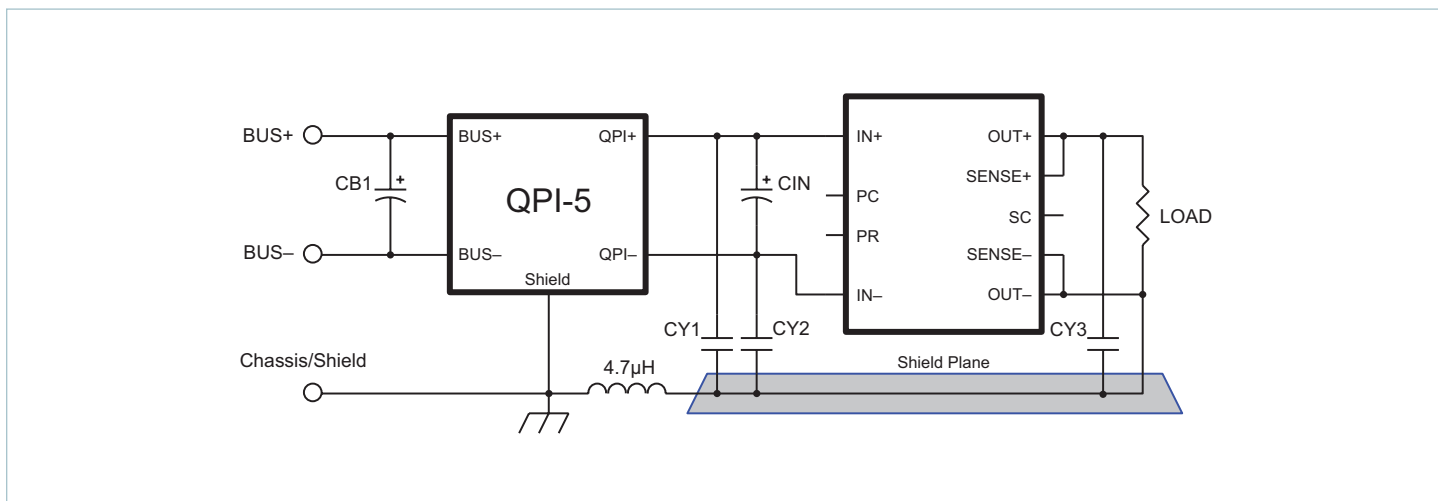 BUS+
BUS+
QPI+
IN+
OUT+
CB1
+
QPI-5
+
CIN
SENSE+
PC
SC
LOAD
PR
BUS–
BUS–
QPI–
SENSE–
Shield
IN–
OUT–
CY1
CY2
CY3
Chassis/Shield
4.7µH
Shield Plane